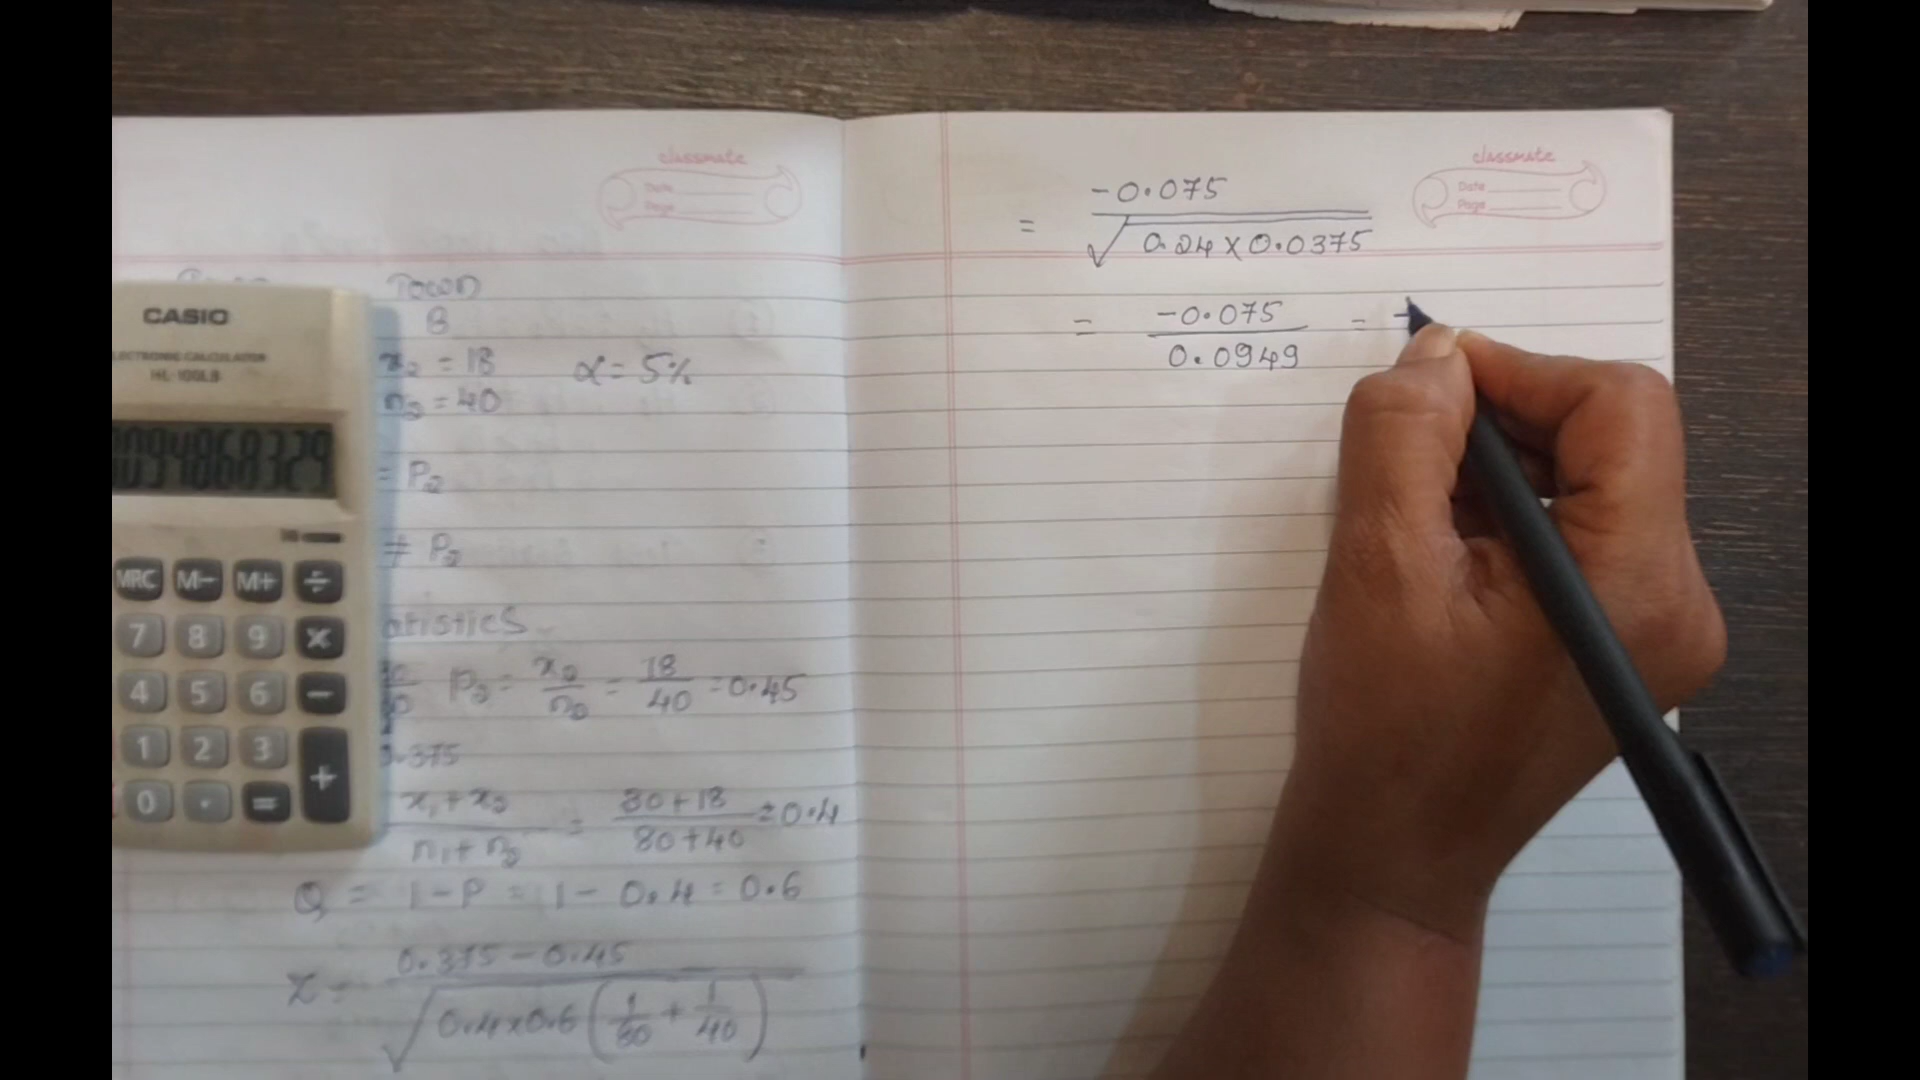 classmate
Date
Page
Town
B
x₂ = 18 α = 5%
n₂ = 40
= P₂
≠ P₂
atistics
p₂ = x₂/n₂ = 18/40 = 0.45
0.375
x₁ + x₂ / n₁ + n₂ = 30+18 / 80+40 = 0.4
Q = 1 - P = 1 - 0.4 = 0.6
Z = 0.375 - 0.45 / √0.4×0.6 (1/80 + 1/40)
CASIO
ELECTRONIC CALCULATOR
HL-100LB
MRC M- M+ ÷
7 8 9 ×
4 5 6 −
1 2 3
+
0 · =
classmate
Date
Page
= -0.075 / √0.24×0.0375
= -0.075 / 0.0949 = -